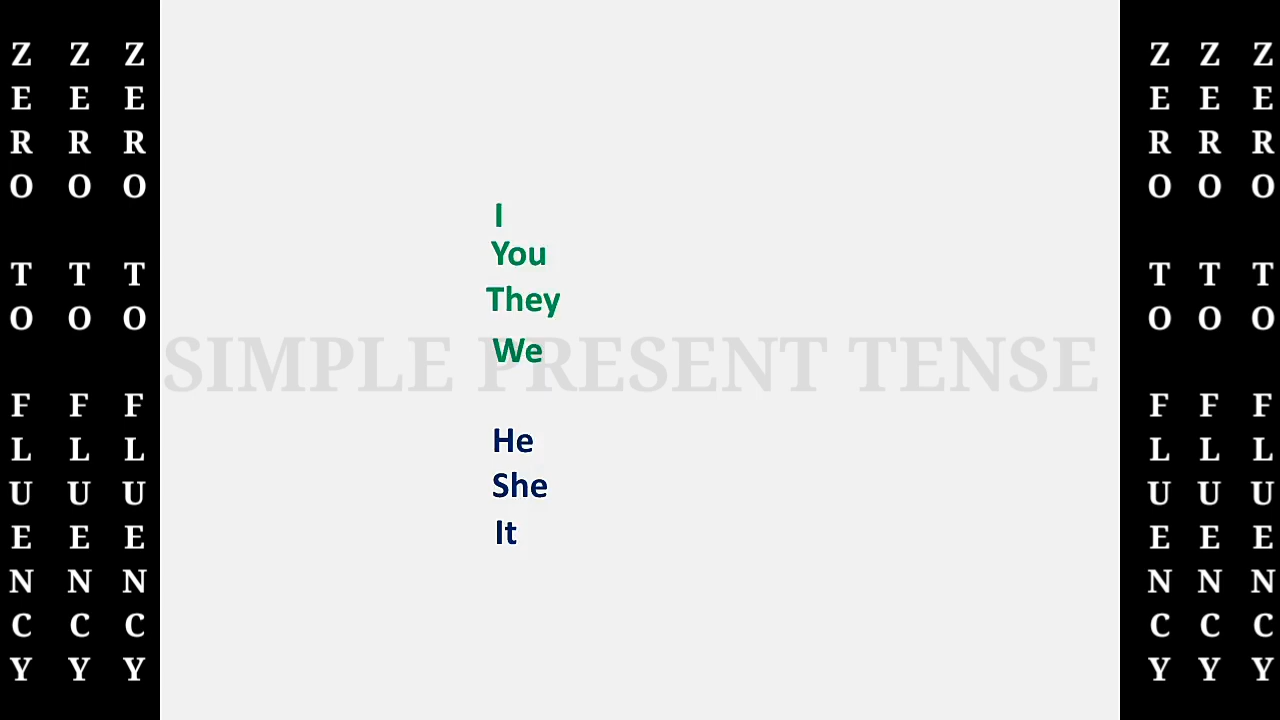 ZERO TO FLUENCY
ZERO TO FLUENCY
ZERO TO FLUENCY
I
You
They
We
SIMPLE PRESENT TENSE
He
She
It
ZERO TO FLUENCY
ZERO TO FLUENCY
ZERO TO FLUENCY